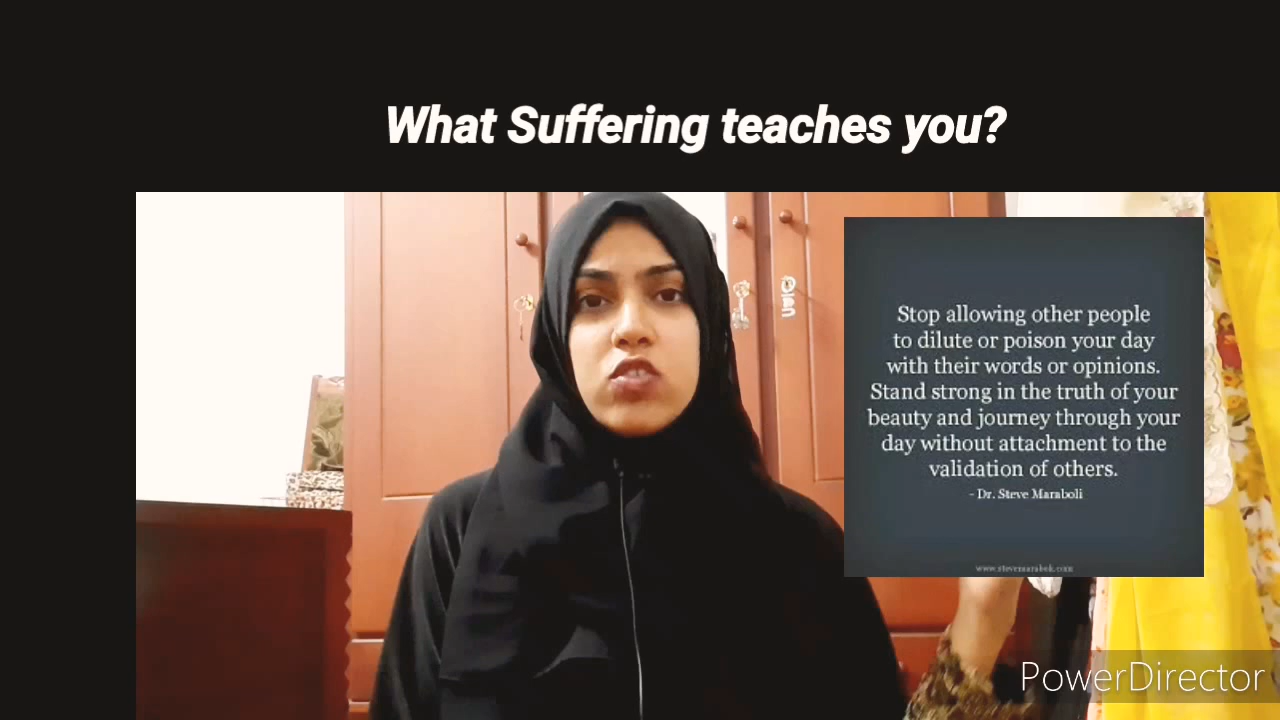 What Suffering teaches you?
Stop allowing other people
to dilute or poison your day
with their words or opinions.
Stand strong in the truth of your
beauty and journey through your
day without attachment to the
validation of others.
- Dr. Steve Maraboli
PowerDirector